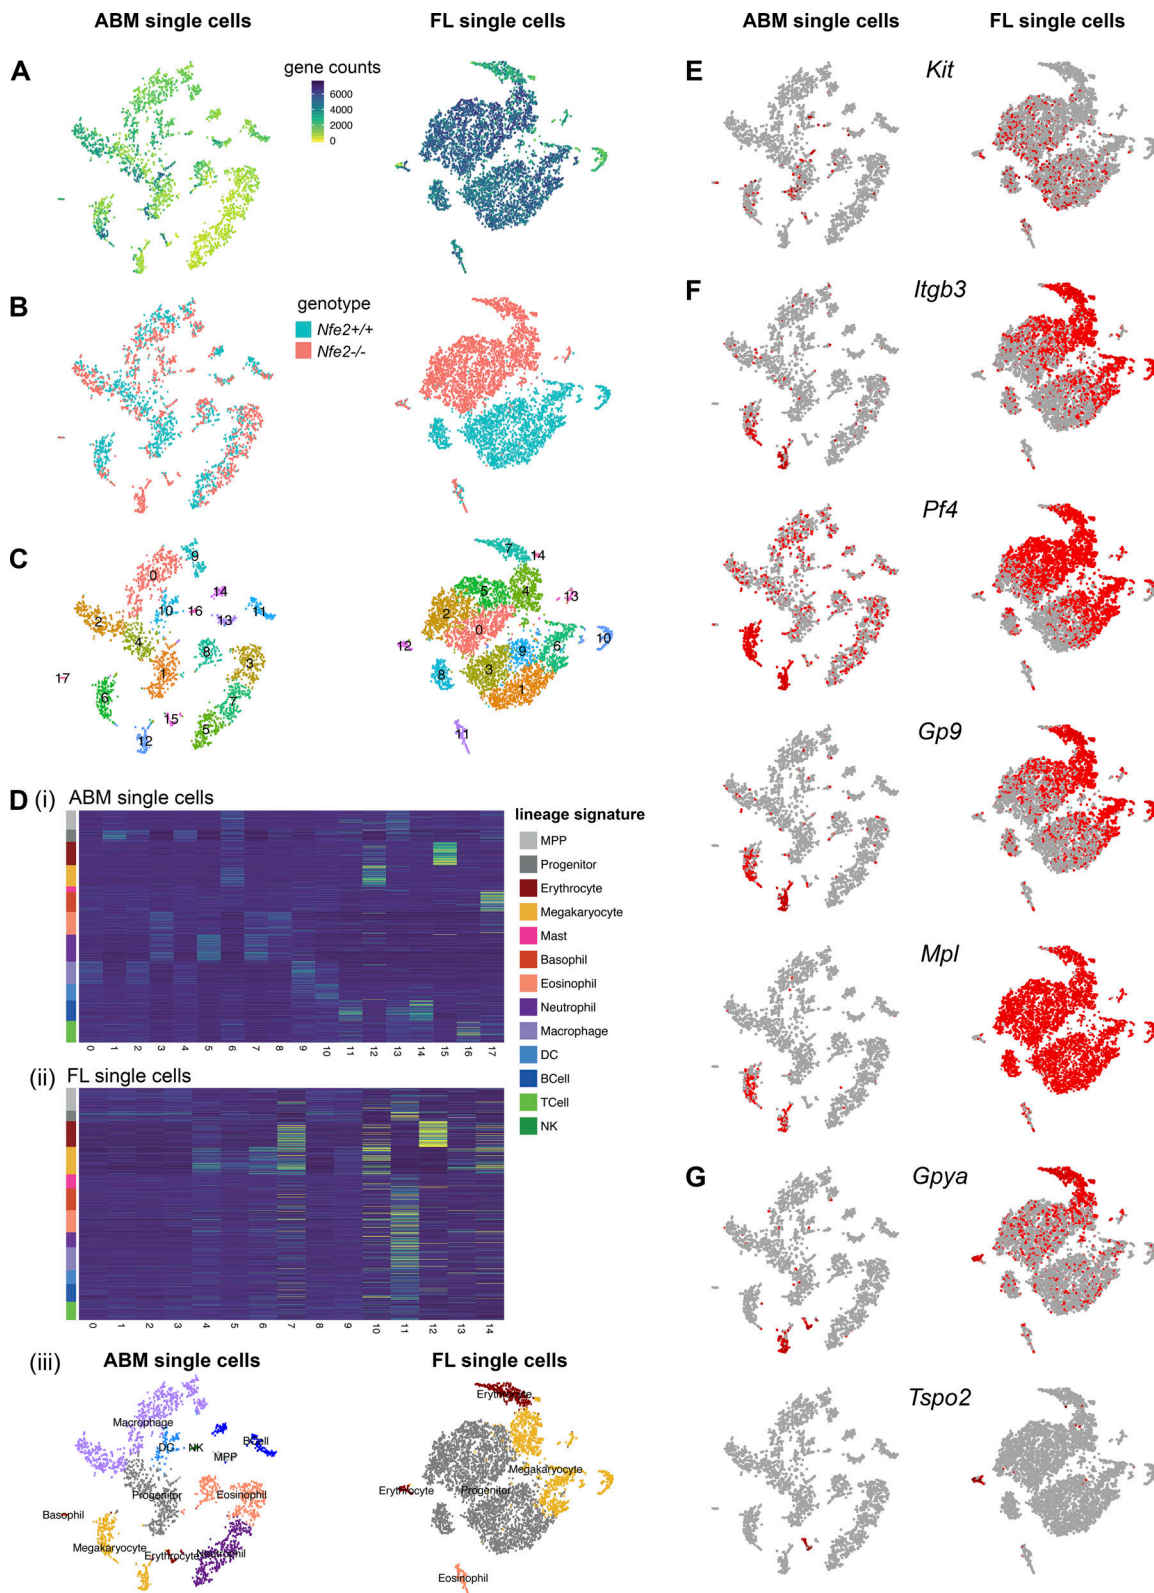 ABM single cells
FL single cells
A
gene counts
6000
4000
2000
0
B
genotype
Nfe2+/+
Nfe2-/-
C
9
0
14
10
16
11
13
2
4
8
3
1
17
6
7
15
5
12
7
14
5
4
13
2
0
12
10
6
9
8
3
1
11
D (i) ABM single cells
0 1 2 3 4 5 6 7 8 9 10 11 12 13 14 15 16 17
lineage signature
MPP
Progenitor
Erythrocyte
Megakaryocyte
Mast
Basophil
Eosinophil
Neutrophil
Macrophage
DC
BCell
TCell
NK
(ii) FL single cells
0 1 2 3 4 5 6 7 8 9 10 11 12 13 14
(iii) ABM single cells
FL single cells
Macrophage
DC
NK
BCell
MPP
Progenitor
Eosinophil
Basophil
Megakaryocyte
Erythrocyte
Neutrophil
Erythrocyte
Megakaryocyte
Erythrocyte
Progenitor
Eosinophil
ABM single cells
FL single cells
E
Kit
F
Itgb3
Pf4
Gp9
Mpl
G
Gpya
Tspo2